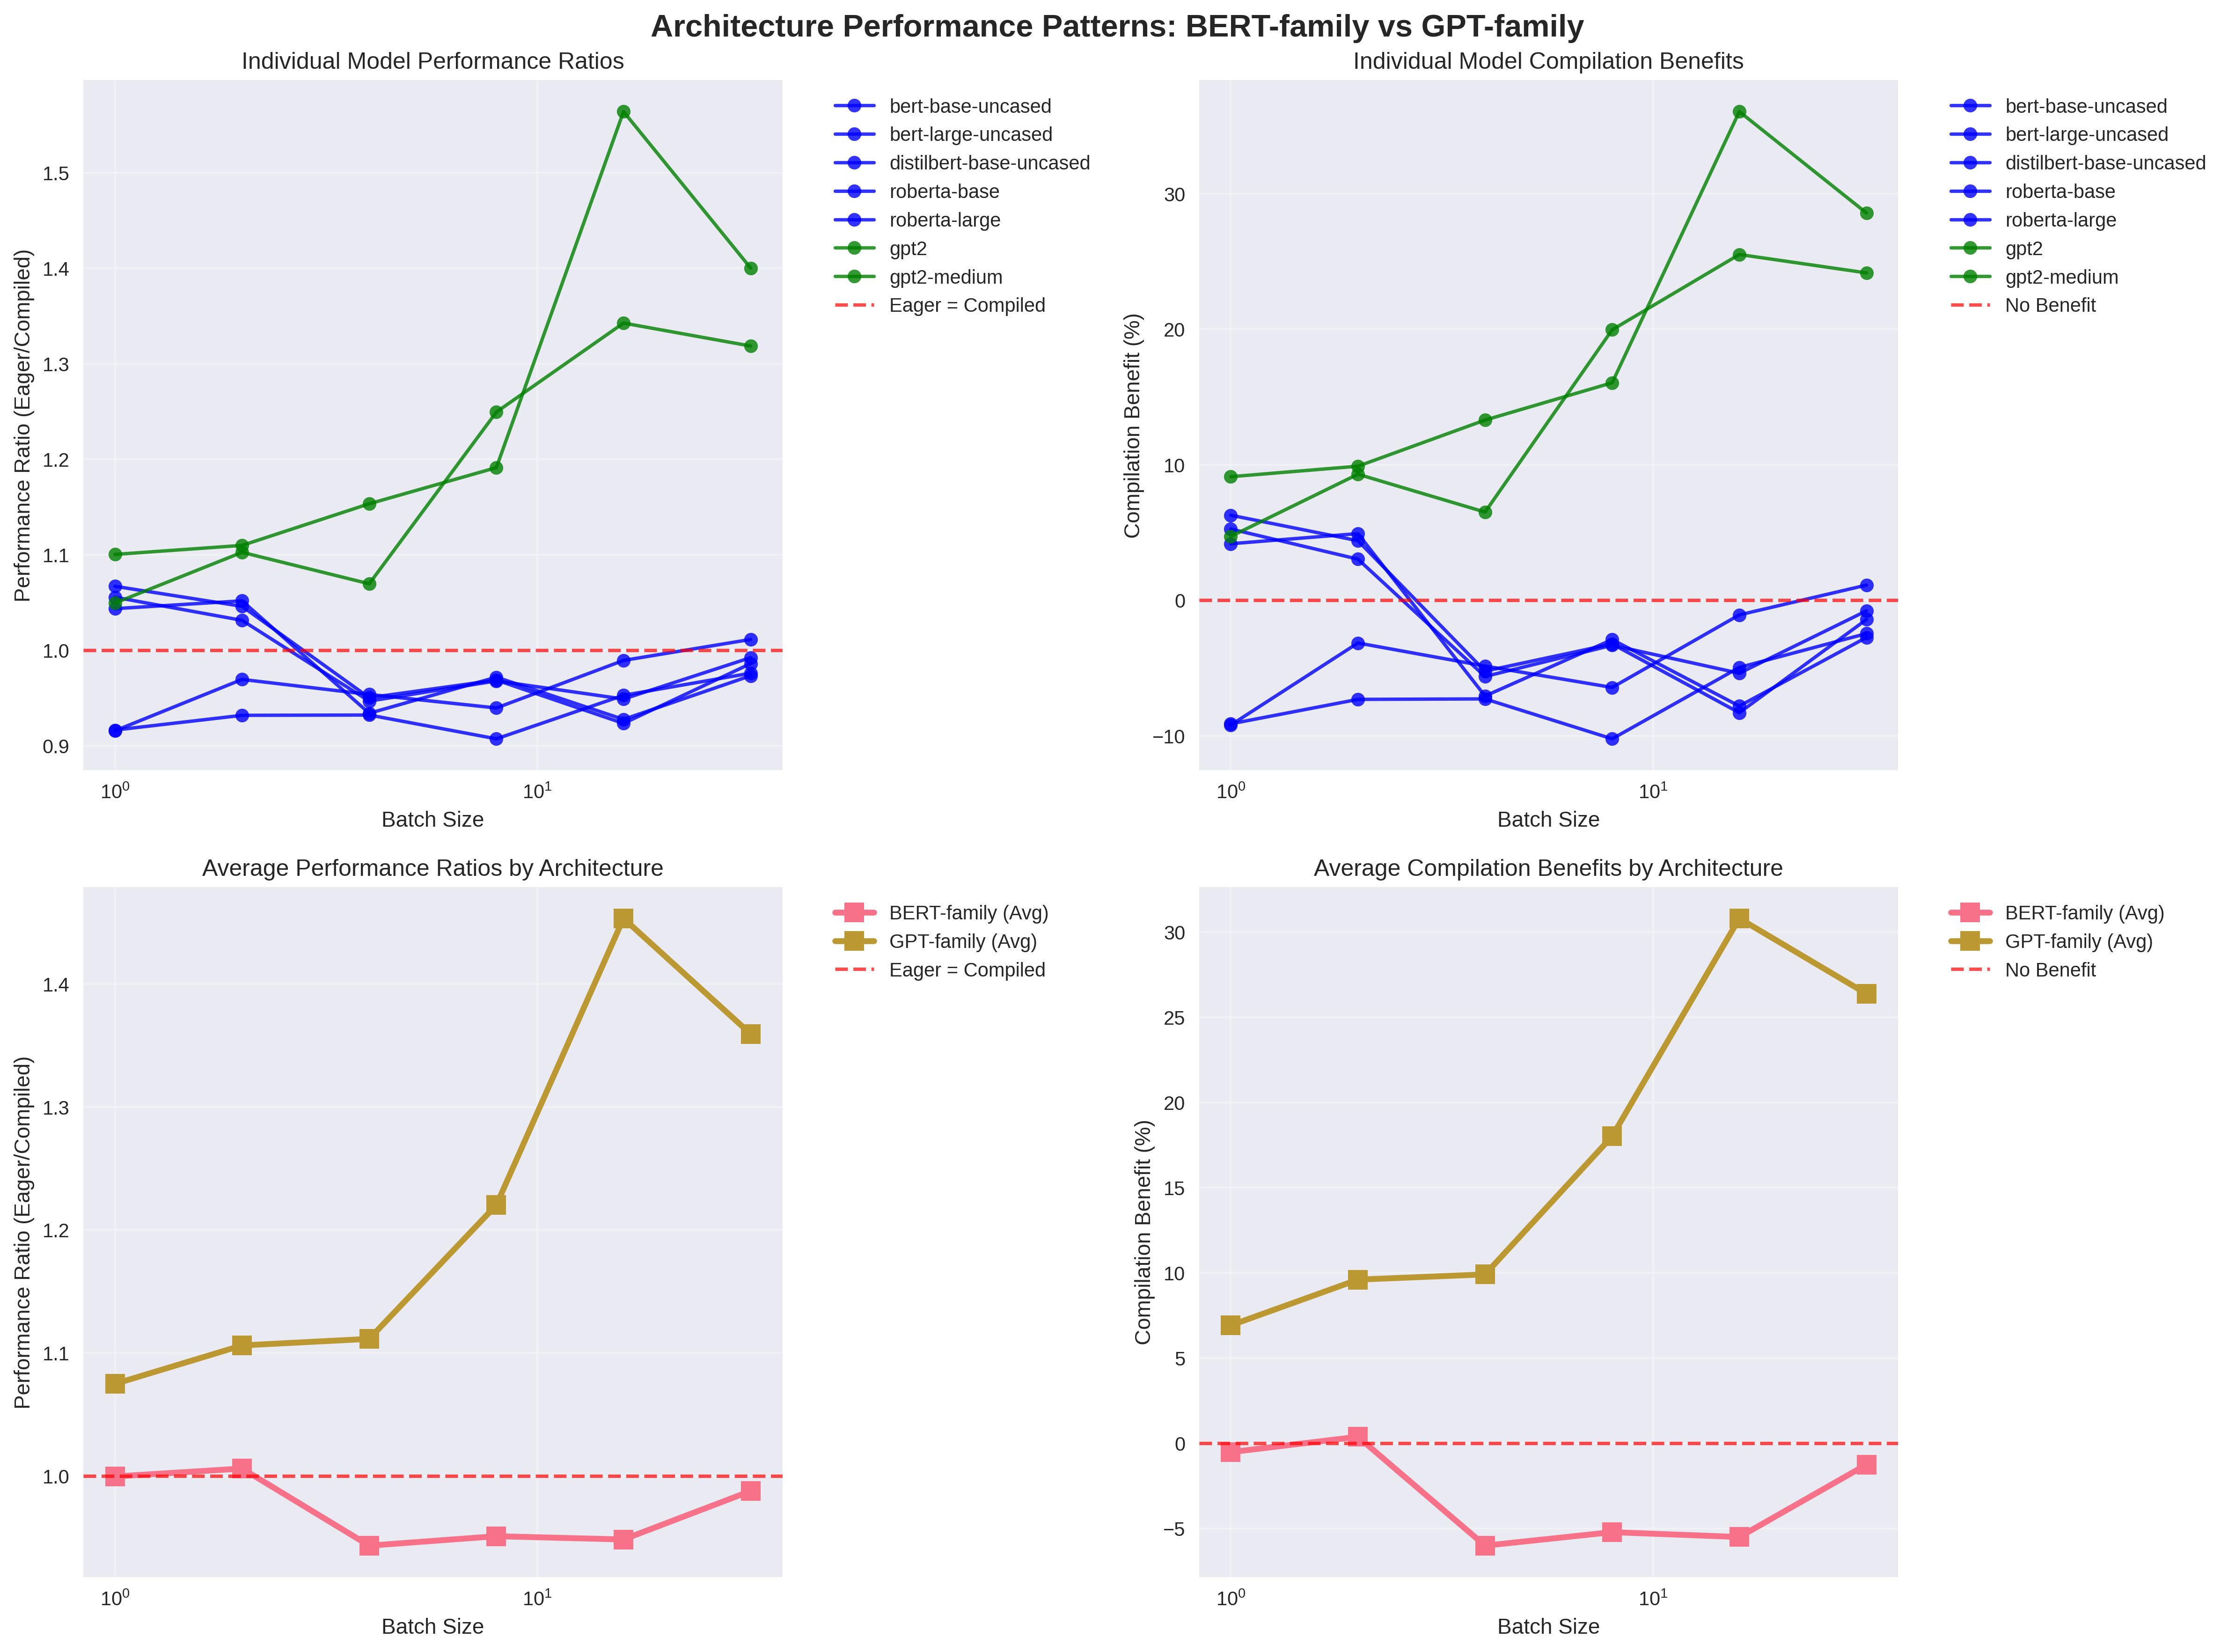 Architecture Performance Patterns: BERT-family vs GPT-family
Individual Model Performance Ratios
Performance Ratio (Eager/Compiled)
1.5
1.4
1.3
1.2
1.1
1.0
0.9
10⁰
10¹
Batch Size
bert-base-uncased
bert-large-uncased
distilbert-base-uncased
roberta-base
roberta-large
gpt2
gpt2-medium
Eager = Compiled
Individual Model Compilation Benefits
Compilation Benefit (%)
30
20
10
0
−10
10⁰
10¹
Batch Size
bert-base-uncased
bert-large-uncased
distilbert-base-uncased
roberta-base
roberta-large
gpt2
gpt2-medium
No Benefit
Average Performance Ratios by Architecture
Performance Ratio (Eager/Compiled)
1.4
1.3
1.2
1.1
1.0
10⁰
10¹
Batch Size
BERT-family (Avg)
GPT-family (Avg)
Eager = Compiled
Average Compilation Benefits by Architecture
Compilation Benefit (%)
30
25
20
15
10
5
0
−5
10⁰
10¹
Batch Size
BERT-family (Avg)
GPT-family (Avg)
No Benefit